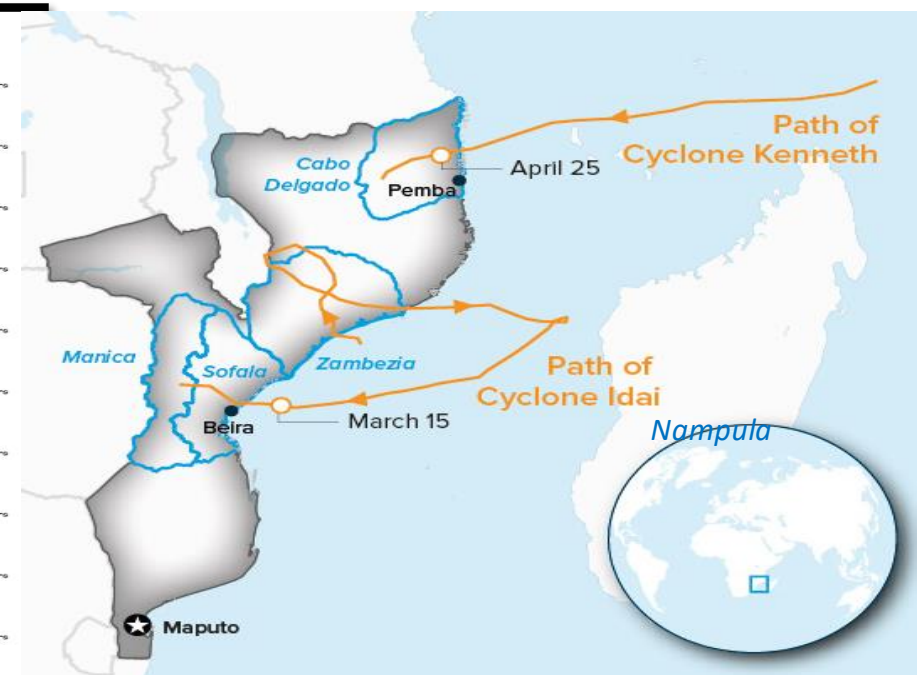 Path of
Cyclone Kenneth
Cabo
Delgado
Pemba
April 25
Manica
Sofala
Zambezia
Path of
Cyclone Idai
Beira
March 15
Nampula
Maputo